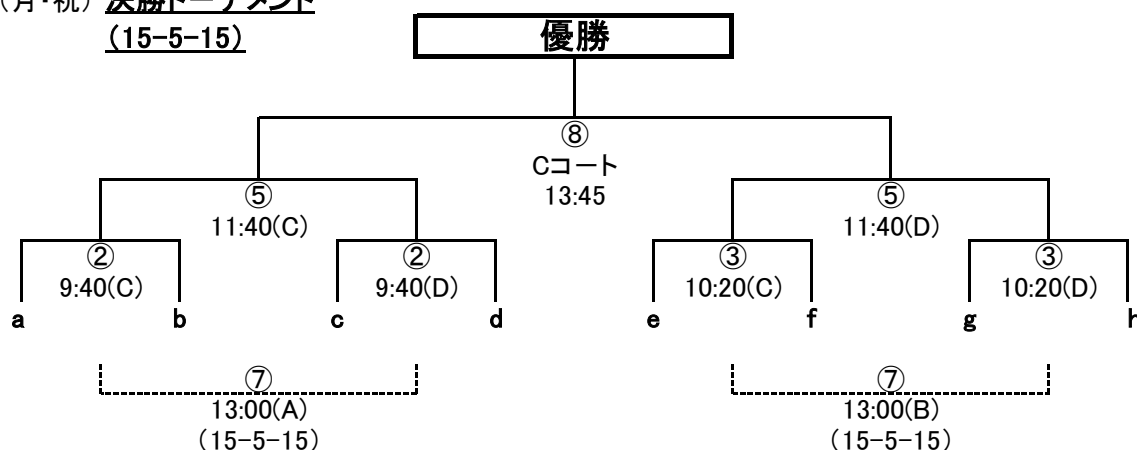 （月・祝） 決勝トーナメント
（15-5-15）
優勝
⑧
Cコート
13:45
⑤ ⑤
11:40(C) 11:40(D)
② ② ③ ③
9:40(C) 9:40(D) 10:20(C) 10:20(D)
a b c d e f g h
⑦ ⑦
13:00(A) 13:00(B)
（15-5-15） （15-5-15）